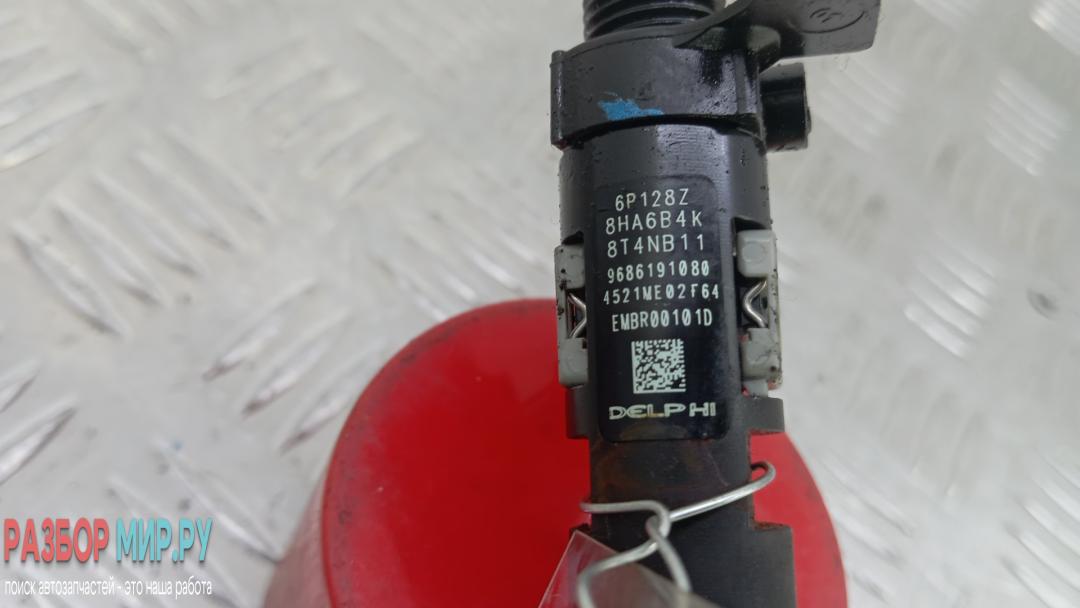 6P128Z
8HA6B4K
8T4NB11
9686191080
4521ME02F64
EMBR00101D
DELPHI
РАЗБОР МИР.РУ
поиск автозапчастей - это наша работа